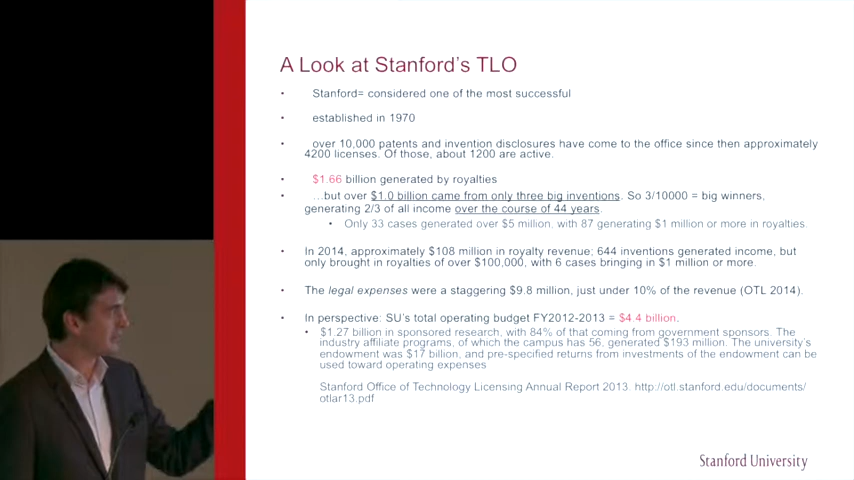 A Look at Stanford's TLO
• Stanford= considered one of the most successful
• established in 1970
• over 10,000 patents and invention disclosures have come to the office since then approximately
4200 licenses. Of those, about 1200 are active.
• $1.66 billion generated by royalties
• …but over $1.0 billion came from only three big inventions. So 3/10000 = big winners,
generating 2/3 of all income over the course of 44 years.
• Only 33 cases generated over $5 million, with 87 generating $1 million or more in royalties.
• In 2014, approximately $108 million in royalty revenue; 644 inventions generated income, but
only brought in royalties of over $100,000, with 6 cases bringing in $1 million or more.
• The legal expenses were a staggering $9.8 million, just under 10% of the revenue (OTL 2014).
• In perspective: SU's total operating budget FY2012-2013 = $4.4 billion.
• $1.27 billion in sponsored research, with 84% of that coming from government sponsors. The
industry affiliate programs, of which the campus has 56, generated $193 million. The university's
endowment was $17 billion, and pre-specified returns from investments of the endowment can be
used toward operating expenses
Stanford Office of Technology Licensing Annual Report 2013 http://otl.stanford.edu/documents/
otlar13.pdf
Stanford University